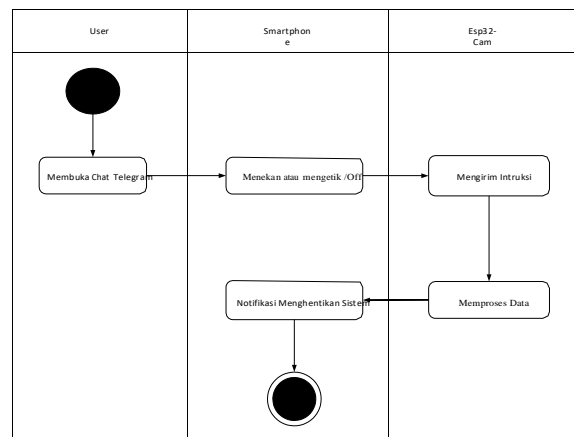 User
Smartphon
e
Esp32-
Cam
Membuka Chat Telegram
Menekan atau mengetik /Off
Mengirim Intruksi
Notifikasi Menghentikan Sistem
Memproses Data